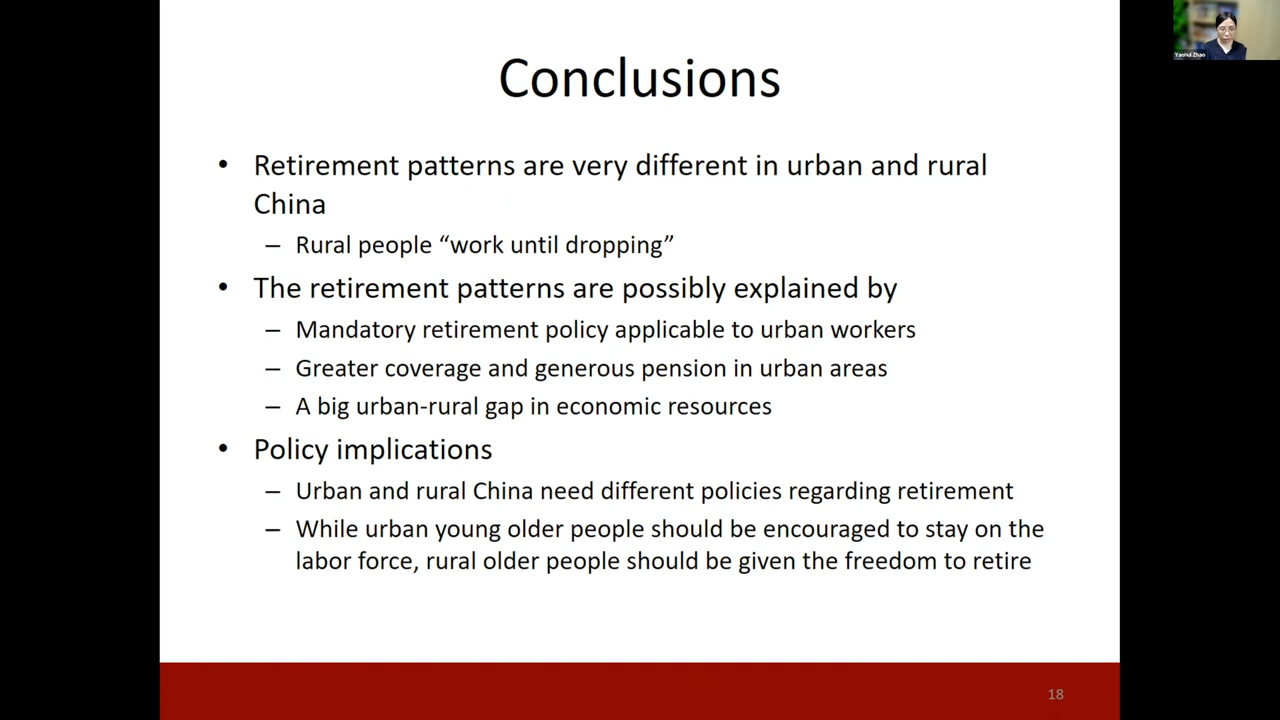 Conclusions
• Retirement patterns are very different in urban and rural
China
– Rural people “work until dropping”
• The retirement patterns are possibly explained by
– Mandatory retirement policy applicable to urban workers
– Greater coverage and generous pension in urban areas
– A big urban-rural gap in economic resources
• Policy implications
– Urban and rural China need different policies regarding retirement
– While urban young older people should be encouraged to stay on the
labor force, rural older people should be given the freedom to retire
18
Yaohui Zhao